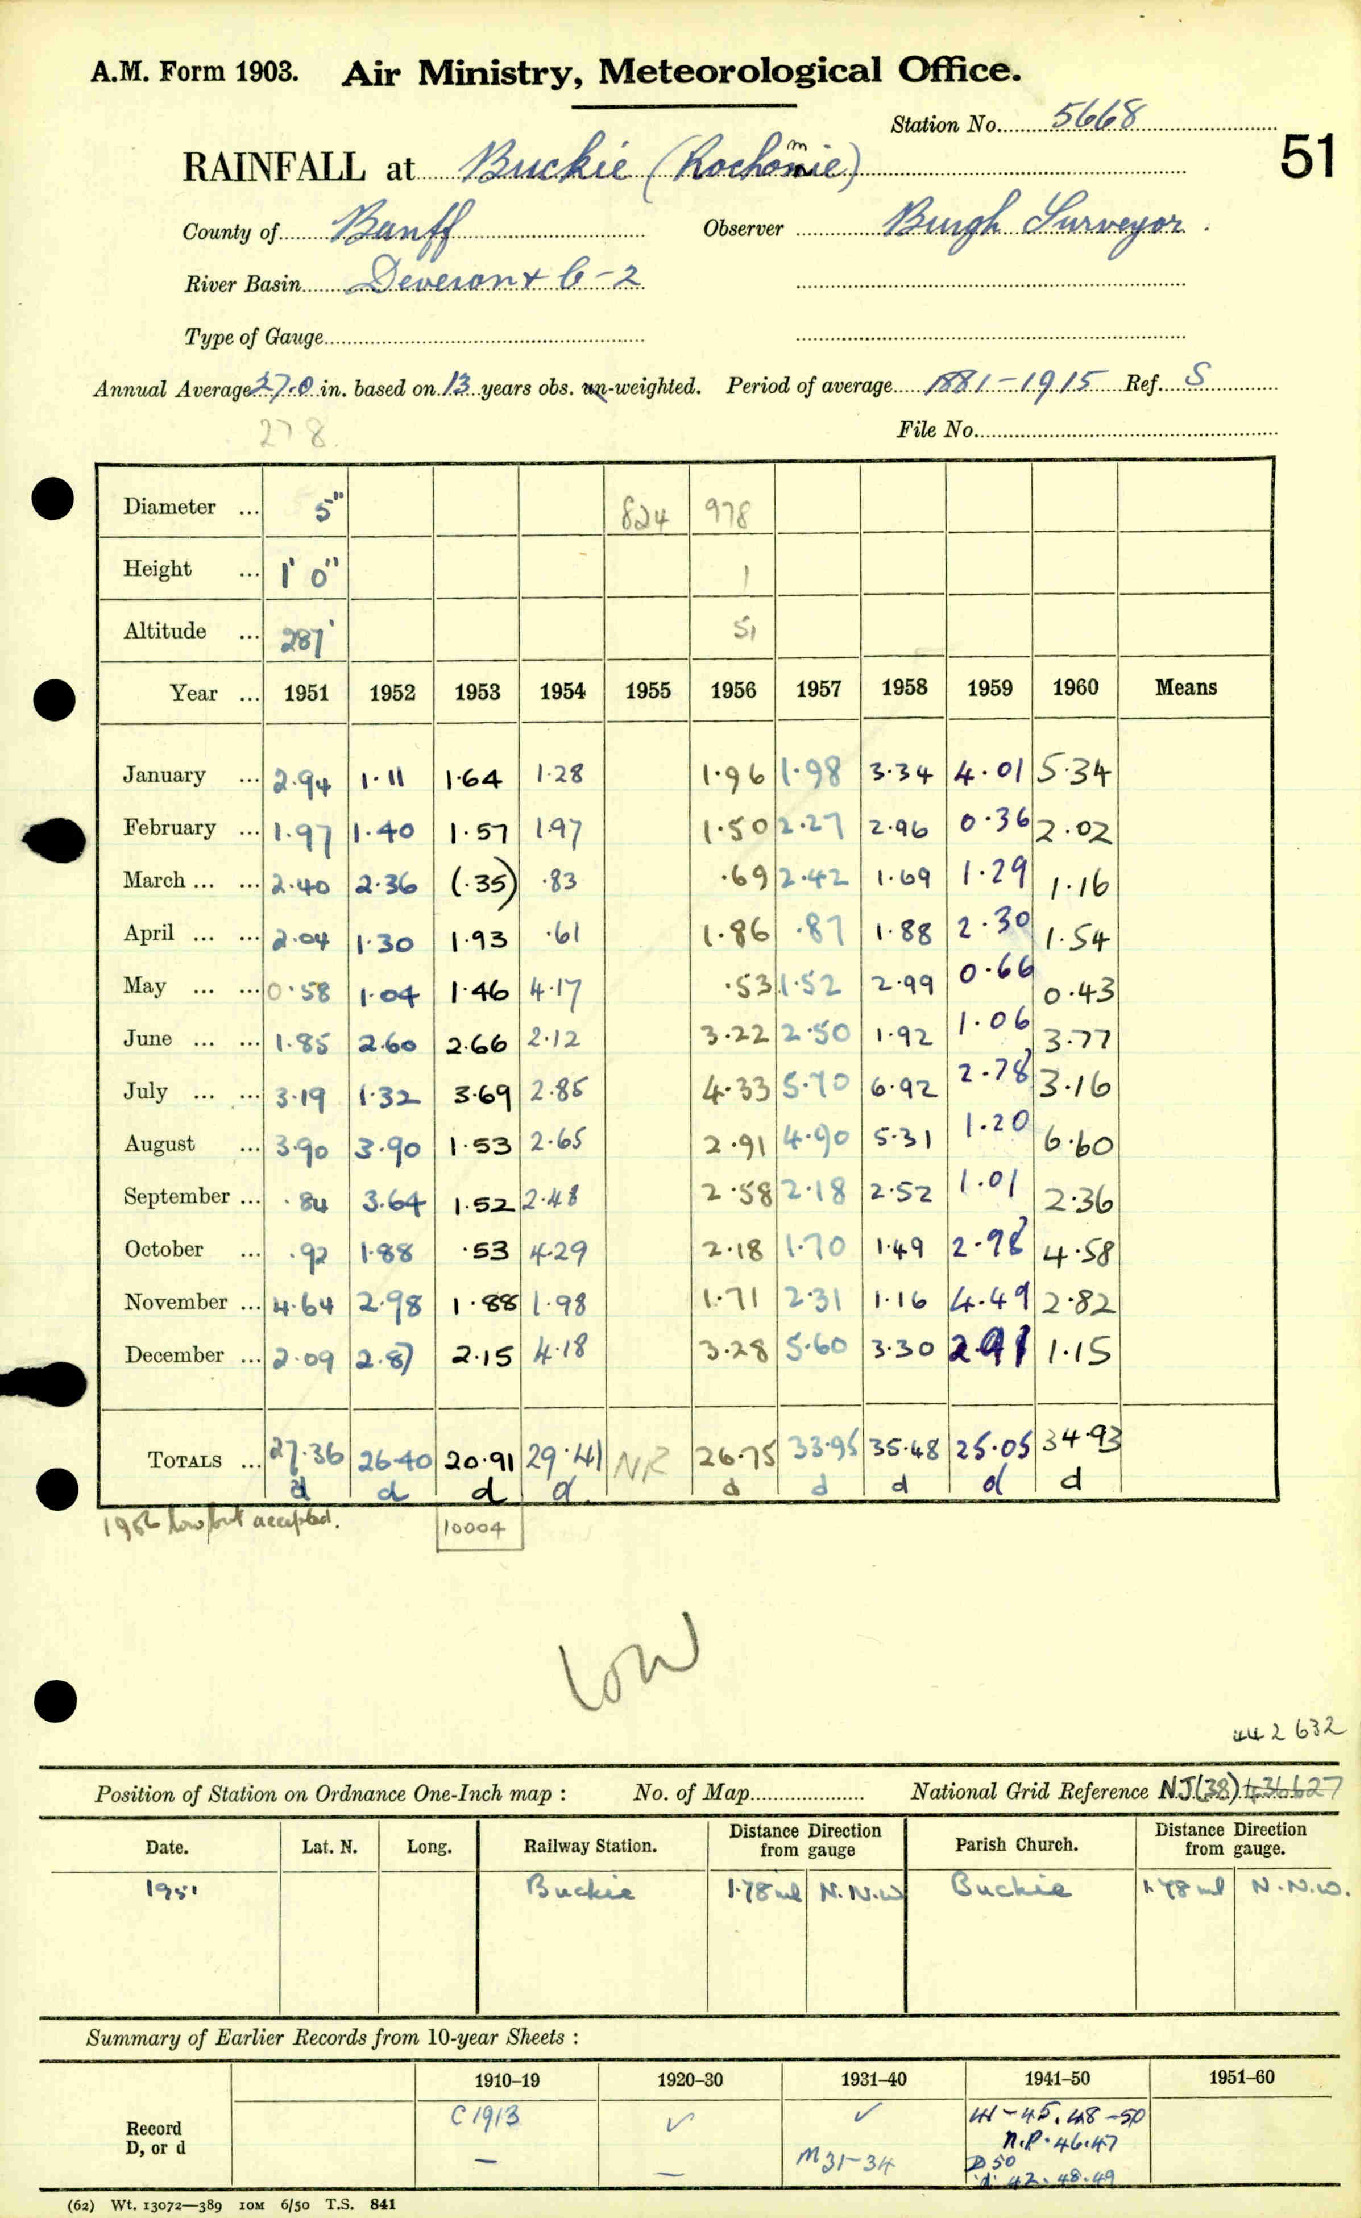 A.M. Form 1903. Air Ministry, Meteorological Office.
Station No. 5668
51
RAINFALL at Buckie (Rochomie)
County of Banff Observer Burgh Surveyor.
River Basin Deveron + C-2
Type of Gauge
Annual Average 27.0 in. based on 13 years obs. un-weighted. Period of average 1881-1915 Ref. S
27 8 File No.
Diameter ... 5" 824 978
Height ... 1' 0" 1
Altitude ... 287' 51
Year ... 1951 1952 1953 1954 1955 1956 1957 1958 1959 1960 Means
January ... 2.94 1.11 1.64 1.28 1.96 1.98 3.34 4.01 5.34
February ... 1.97 1.40 1.57 1.97 1.50 2.27 2.96 0.36 2.02
March ... ... 2.40 2.36 (.35) .83 .69 2.42 1.69 1.29 1.16
April ... ... 2.04 1.30 1.93 .61 1.86 .87 1.88 2.30 1.54
May ... ... 0.58 1.04 1.46 4.17 .53 1.52 2.99 0.66 0.43
June ... ... 1.85 2.60 2.66 2.12 3.22 2.50 1.92 1.06 3.77
July ... ... 3.19 1.32 3.69 2.85 4.33 5.70 6.92 2.78 3.16
August ... 3.90 3.90 1.53 2.65 2.91 4.90 5.31 1.20 6.60
September ... .84 3.64 1.52 2.48 2.58 2.18 2.52 1.01 2.36
October ... .92 1.88 .53 4.29 2.18 1.70 1.49 2.98 4.58
November ... 4.64 2.98 1.88 1.98 1.71 2.31 1.16 4.49 2.82
December ... 2.09 2.87 2.15 4.18 3.28 5.60 3.30 2.91 1.15
TOTALS ... 27.36 26.40 20.91 29.41 NR 26.75 33.95 35.48 25.05 34.93
d d d d d d d d d
1952 low but accepted. 10004
low
442 632
Position of Station on Ordnance One-Inch map : No. of Map National Grid Reference NJ(38) 436627
Date. Lat. N. Long. Railway Station. Distance Direction from gauge Parish Church. Distance Direction from gauge.
1951 Buckie 1.78 ml N.N.W Buckie 1.78 ml N.N.W.
Summary of Earlier Records from 10-year Sheets :
1910–19 1920–30 1931–40 1941–50 1951–60
Record D, or d
C 1913 ✓ ✓ 41-45. 48-50
n.p. 46.47
— — M 31-34 D 50
d. 42. 48. 49
(62) Wt. 13072—389 10M 6/50 T.S. 841